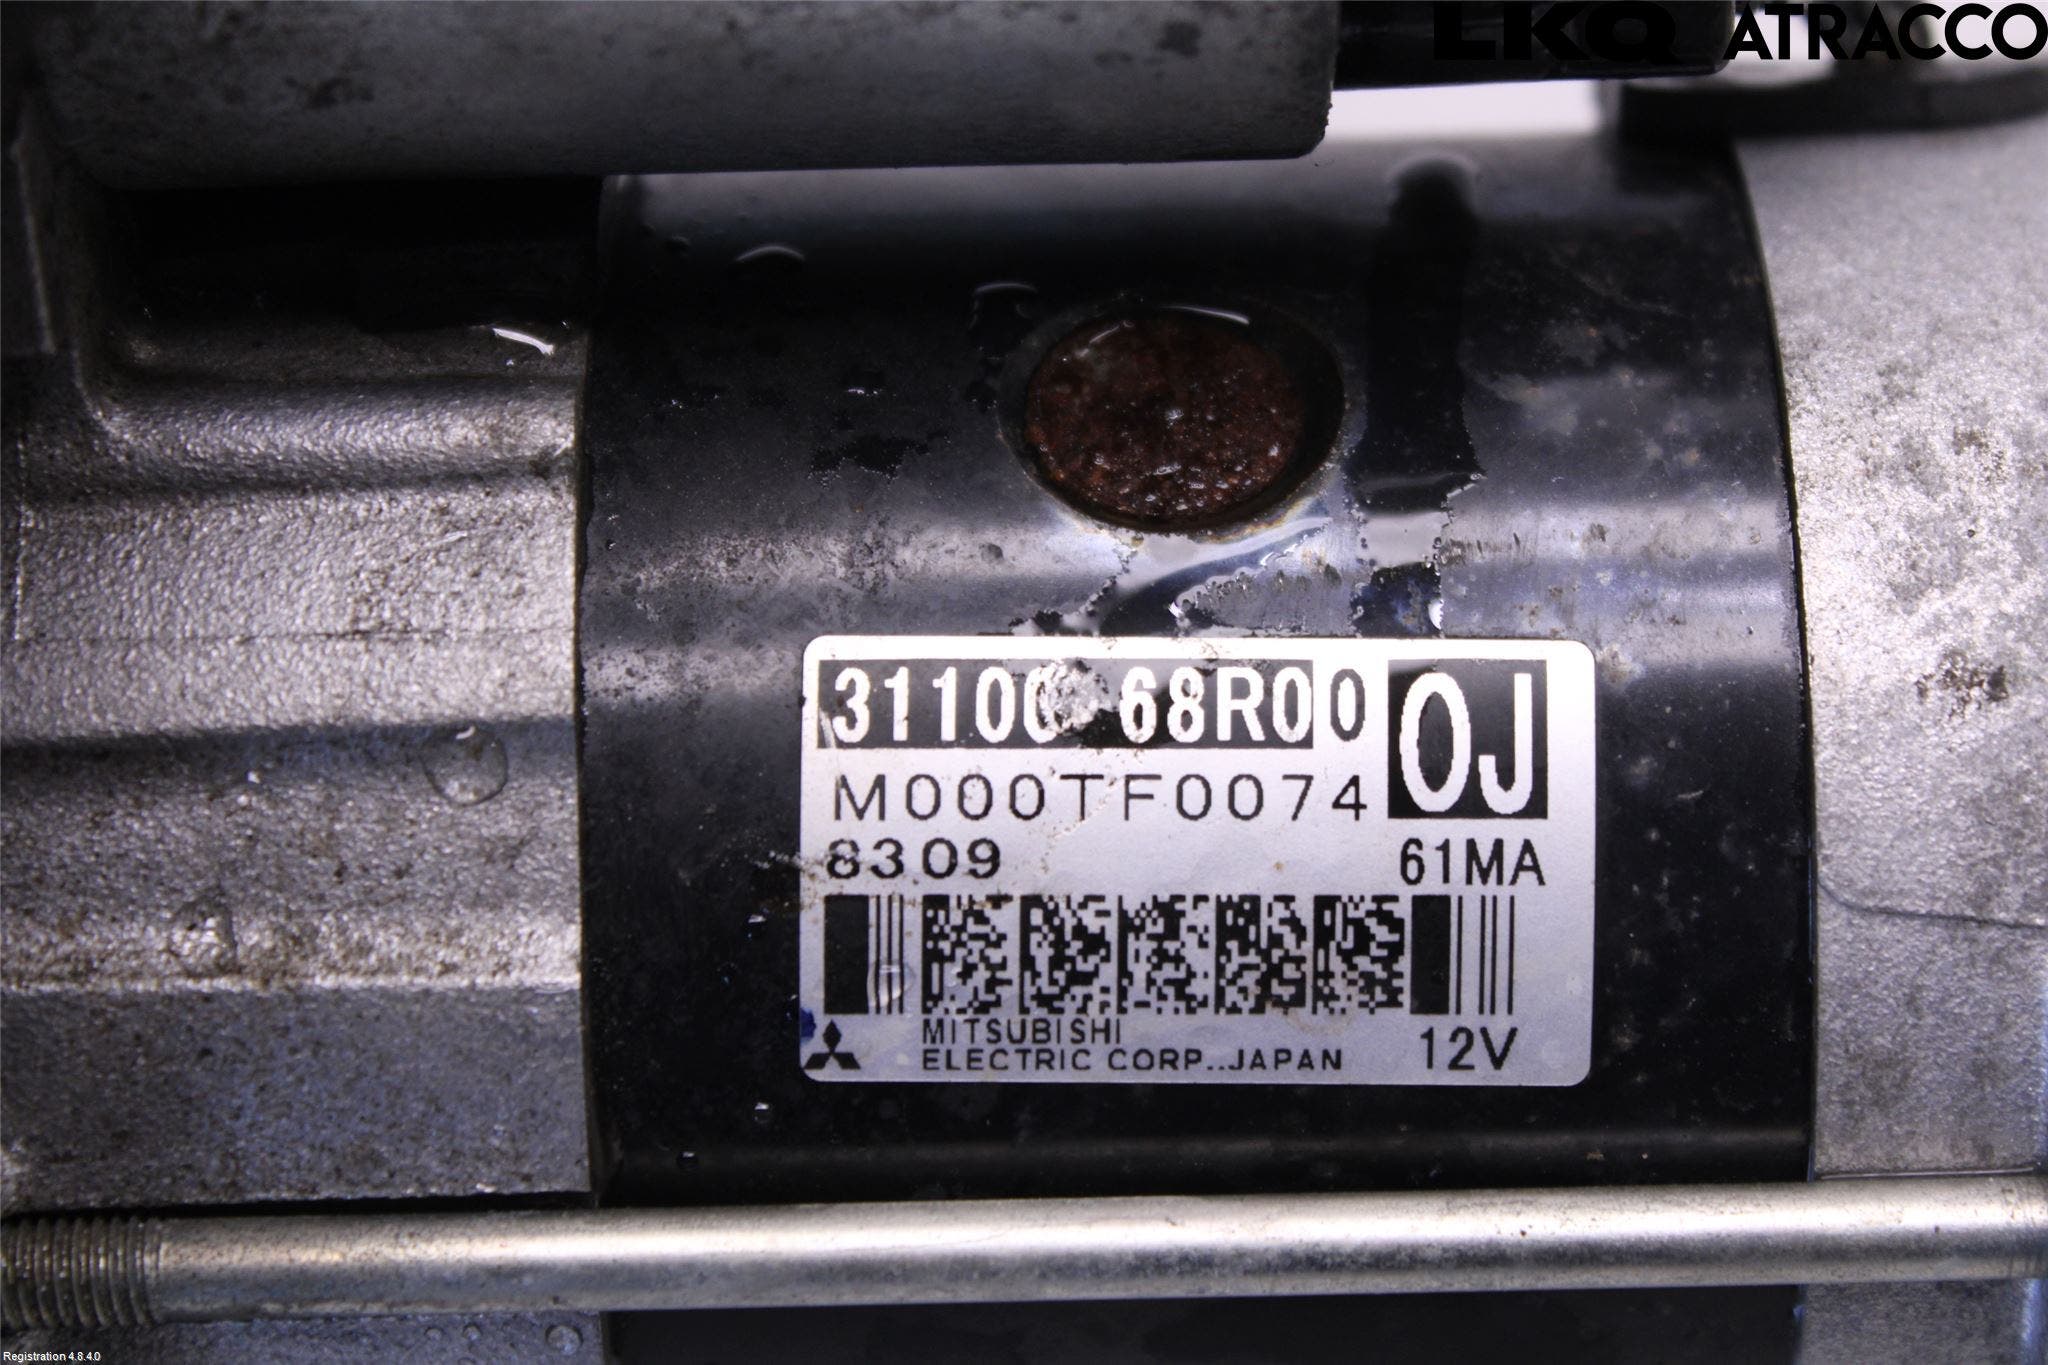 LKQ ATRACCO
31100 68R00
0J
M000TF0074
8309
61MA
MITSUBISHI
ELECTRIC CORP..JAPAN
12V
Registration 4.8.4.0